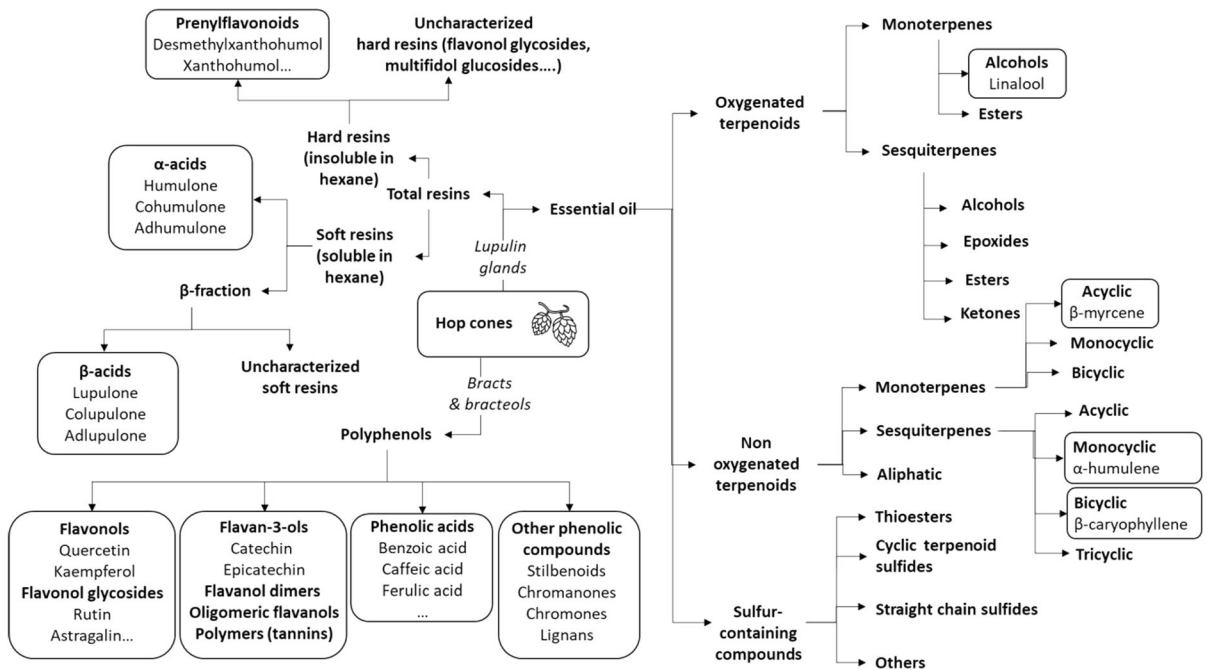 Prenylflavonoids
Desmethylxanthohumol
Xanthohumol...
Uncharacterized
hard resins (flavonol glycosides,
multifidol glucosides....)
Hard resins
(insoluble in
hexane)
α-acids
Humulone
Cohumulone
Adhumulone
Total resins
Soft resins
(soluble in
hexane)
β-fraction
β-acids
Lupulone
Colupulone
Adlupulone
Uncharacterized
soft resins
Lupulin
glands
Hop cones
Bracts
& bracteols
Polyphenols
Flavonols
Quercetin
Kaempferol
Flavonol glycosides
Rutin
Astragalin...
Flavan-3-ols
Catechin
Epicatechin
Flavanol dimers
Oligomeric flavanols
Polymers (tannins)
Phenolic acids
Benzoic acid
Caffeic acid
Ferulic acid
...
Other phenolic
compounds
Stilbenoids
Chromanones
Chromones
Lignans
Essential oil
Oxygenated
terpenoids
Monoterpenes
Alcohols
Linalool
Esters
Sesquiterpenes
Alcohols
Epoxides
Esters
Ketones
Non
oxygenated
terpenoids
Monoterpenes
Acyclic
β-myrcene
Monocyclic
Bicyclic
Sesquiterpenes
Acyclic
Monocyclic
α-humulene
Bicyclic
β-caryophyllene
Tricyclic
Aliphatic
Sulfur-
containing
compounds
Thioesters
Cyclic terpenoid
sulfides
Straight chain sulfides
Others